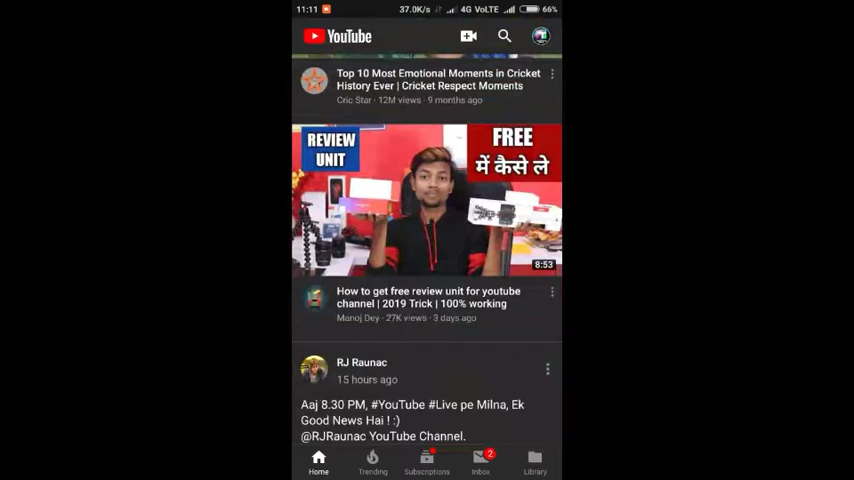 11:11
37.0K/s 4G VoLTE 66%
YouTube
Top 10 Most Emotional Moments in Cricket
History Ever | Cricket Respect Moments
Cric Star · 12M views · 9 months ago
REVIEW
UNIT
FREE
में कैसे ले
8:53
How to get free review unit for youtube
channel | 2019 Trick | 100% working
Manoj Dey · 27K views · 3 days ago
RJ Raunac
15 hours ago
Aaj 8.30 PM, #YouTube #Live pe Milna, Ek
Good News Hai ! :)
@RJRaunac YouTube Channel.
2
Home Trending Subscriptions Inbox Library